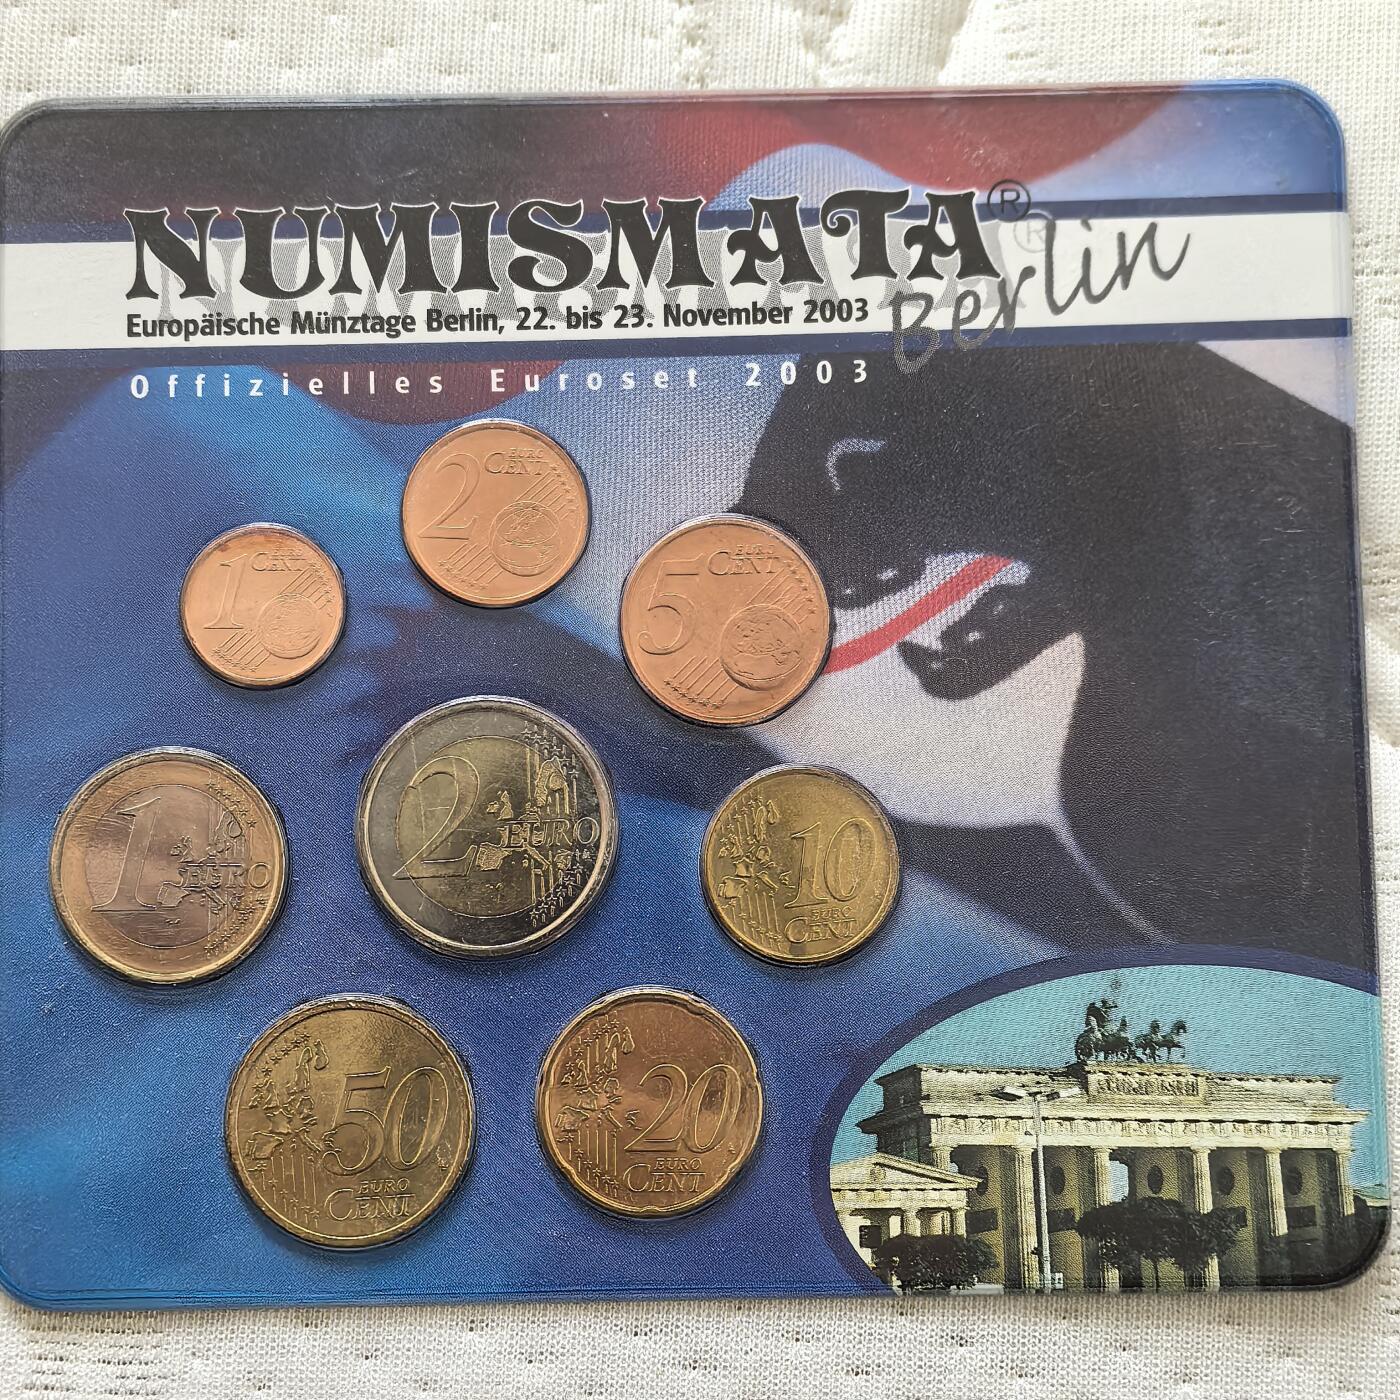 NUMISMATA®
Berlin
Europäische Münztage Berlin, 22. bis 23. November 2003
Offizielles Euroset 2003
2 EURO
CENT
1 EURO
CENT
5 EURO
CENT
1 EURO
2 EURO
10
EURO
CENT
50
EURO
CENT
20
EURO
CENT